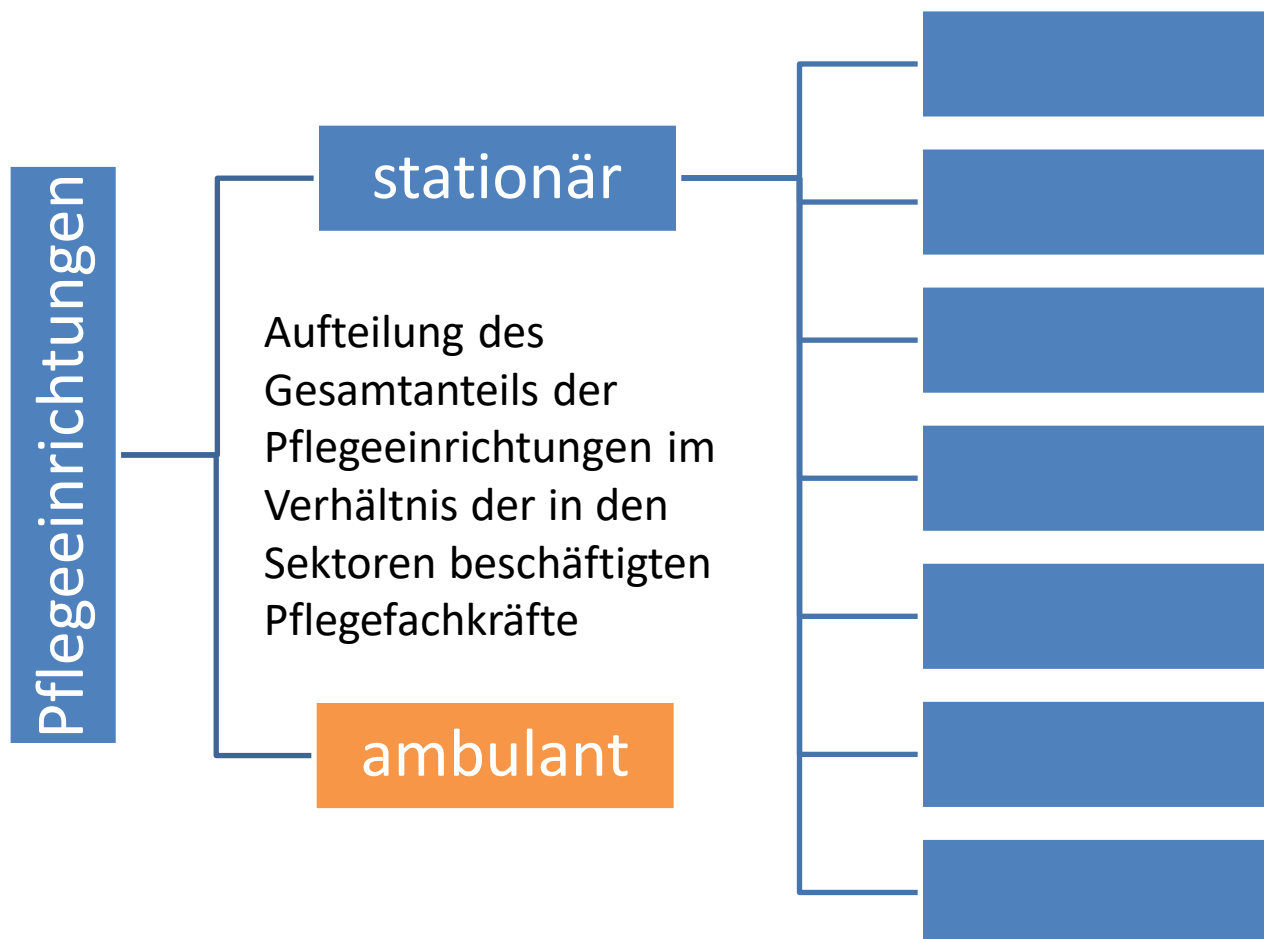 Pflegeeinrichtungen
stationär
Aufteilung des
Gesamtanteils der
Pflegeeinrichtungen im
Verhältnis der in den
Sektoren beschäftigten
Pflegefachkräfte
ambulant